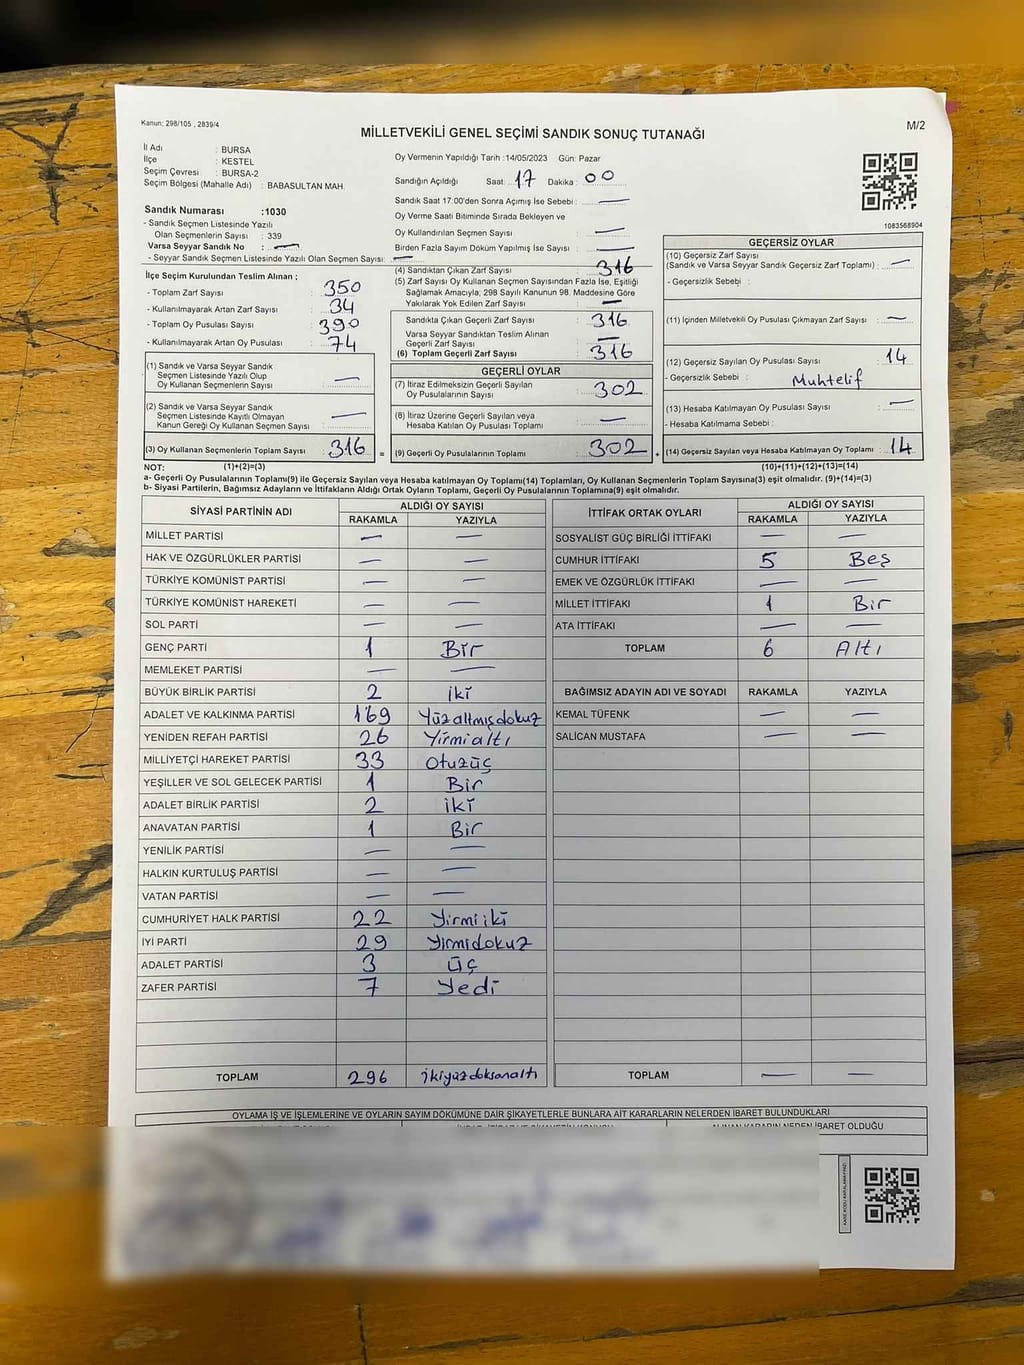 Kanun: 298/105 , 2839/4
MİLLETVEKİLİ GENEL SEÇİMİ SANDIK SONUÇ TUTANAĞI
M/2
İl Adı : BURSA
İlçe : KESTEL
Seçim Çevresi : BURSA-2
Seçim Bölgesi (Mahalle Adı) : BABASULTAN MAH.
Oy Vermenin Yapıldığı Tarih :14/05/2023 Gün: Pazar
Sandığın Açıldığı Saat: 17 Dakika : 00
Sandık Saat 17:00'den Sonra Açımış İse Sebebi : —
Oy Verme Saati Bitiminde Sırada Bekleyen ve
Oy Kullandırılan Seçmen Sayısı : —
Birden Fazla Sayım Döküm Yapılmış İse Sayısı : —
1083568904
Sandık Numarası :1030
- Sandık Seçmen Listesinde Yazılı
Olan Seçmenlerin Sayısı : 339
Varsa Seyyar Sandık No : —
- Seyyar Sandık Seçmen Listesinde Yazılı Olan Seçmen Sayısı: —
İlçe Seçim Kurulundan Teslim Alınan :
- Toplam Zarf Sayısı : 350
- Kullanılmayarak Artan Zarf Sayısı : 34
- Toplam Oy Pusulası Sayısı : 390
- Kullanılmayarak Artan Oy Pusulası : 74
(1) Sandık ve Varsa Seyyar Sandık
Seçmen Listesinde Yazılı Olup
Oy Kullanan Seçmenlerin Sayısı : —
(2) Sandık ve Varsa Seyyar Sandık
Seçmen Listesinde Kayıtlı Olmayan
Kanun Gereği Oy Kullanan Seçmen Sayısı : —
(3) Oy Kullanan Seçmenlerin Toplam Sayısı : 316 =
(4) Sandıktan Çıkan Zarf Sayısı : 316
(5) Zarf Sayısı Oy Kullanan Seçmen Sayısından Fazla İse, Eşitliği
Sağlamak Amacıyla; 298 Sayılı Kanunun 98. Maddesine Göre
Yakılarak Yok Edilen Zarf Sayısı : —
Sandıkta Çıkan Geçerli Zarf Sayısı : 316
Varsa Seyyar Sandıktan Teslim Alınan
Geçerli Zarf Sayısı : —
(6) Toplam Geçerli Zarf Sayısı : 316
GEÇERLİ OYLAR
(7) İtiraz Edilmeksizin Geçerli Sayılan
Oy Pusulalarının Sayısı : 302
(8) İtiraz Üzerine Geçerli Sayılan veya
Hesaba Katılan Oy Pusulası Toplamı : —
(9) Geçerli Oy Pusulalarının Toplamı : 302 +
GEÇERSİZ OYLAR
(10) Geçersiz Zarf Sayısı
(Sandık ve Varsa Seyyar Sandık Geçersiz Zarf Toplamı) : —
- Geçersizlik Sebebi :
(11) İçinden Milletvekili Oy Pusulası Çıkmayan Zarf Sayısı : —
(12) Geçersiz Sayılan Oy Pusulası Sayısı : 14
- Geçersizlik Sebebi : Muhtelif
(13) Hesaba Katılmayan Oy Pusulası Sayısı : —
- Hesaba Katılmama Sebebi :
(14) Geçersiz Sayılan veya Hesaba Katılmayan Oy Toplamı : 14
NOT: (1)+(2)=(3) (10)+(11)+(12)+(13)=(14)
a- Geçerli Oy Pusulalarının Toplamı(9) ile Geçersiz Sayılan veya Hesaba Katılmayan Oy Toplamı(14) Toplamları, Oy Kullanan Seçmenlerin Toplam Sayısına(3) eşit olmalıdır. (9)+(14)=(3)
b- Siyasi Partilerin, Bağımsız Adayların ve İttifakların Aldığı Ortak Oyların Toplamı, Geçerli Oy Pusulalarının Toplamına(9) eşit olmalıdır.
SİYASİ PARTİNİN ADI ALDIĞI OY SAYISI
RAKAMLA YAZIYLA
MİLLET PARTİSİ — —
HAK VE ÖZGÜRLÜKLER PARTİSİ — —
TÜRKİYE KOMÜNİST PARTİSİ — —
TÜRKİYE KOMÜNİST HAREKETİ — —
SOL PARTİ — —
GENÇ PARTİ 1 Bir
MEMLEKET PARTİSİ — —
BÜYÜK BİRLİK PARTİSİ 2 iki
ADALET VE KALKINMA PARTİSİ 169 Yüzaltmışdokuz
YENİDEN REFAH PARTİSİ 26 Yirmialtı
MİLLİYETÇİ HAREKET PARTİSİ 33 Otuzüç
YEŞİLLER VE SOL GELECEK PARTİSİ 1 Bir
ADALET BİRLİK PARTİSİ 2 iki
ANAVATAN PARTİSİ 1 Bir
YENİLİK PARTİSİ — —
HALKIN KURTULUŞ PARTİSİ — —
VATAN PARTİSİ — —
CUMHURİYET HALK PARTİSİ 22 Yirmiiki
İYİ PARTİ 29 Yirmidokuz
ADALET PARTİSİ 3 üç
ZAFER PARTİSİ 7 Yedi
TOPLAM 296 ikiyüzdoksanaltı
İTTİFAK ORTAK OYLARI ALDIĞI OY SAYISI
RAKAMLA YAZIYLA
SOSYALİST GÜÇ BİRLİĞİ İTTİFAKI — —
CUMHUR İTTİFAKI 5 Beş
EMEK VE ÖZGÜRLÜK İTTİFAKI — —
MİLLET İTTİFAKI 1 Bir
ATA İTTİFAKI — —
TOPLAM 6 Altı
BAĞIMSIZ ADAYIN ADI VE SOYADI RAKAMLA YAZIYLA
KEMAL TÜFENK — —
SALİCAN MUSTAFA — —
TOPLAM — —
OYLAMA İŞ VE İŞLEMLERİNE VE OYLARIN SAYIM DÖKÜMÜNE DAİR ŞİKAYETLERLE BUNLARA AİT KARARLARIN NELERDEN İBARET BULUNDUKLARI
ALINAN KARARIN NEDEN İBARET OLDUĞU